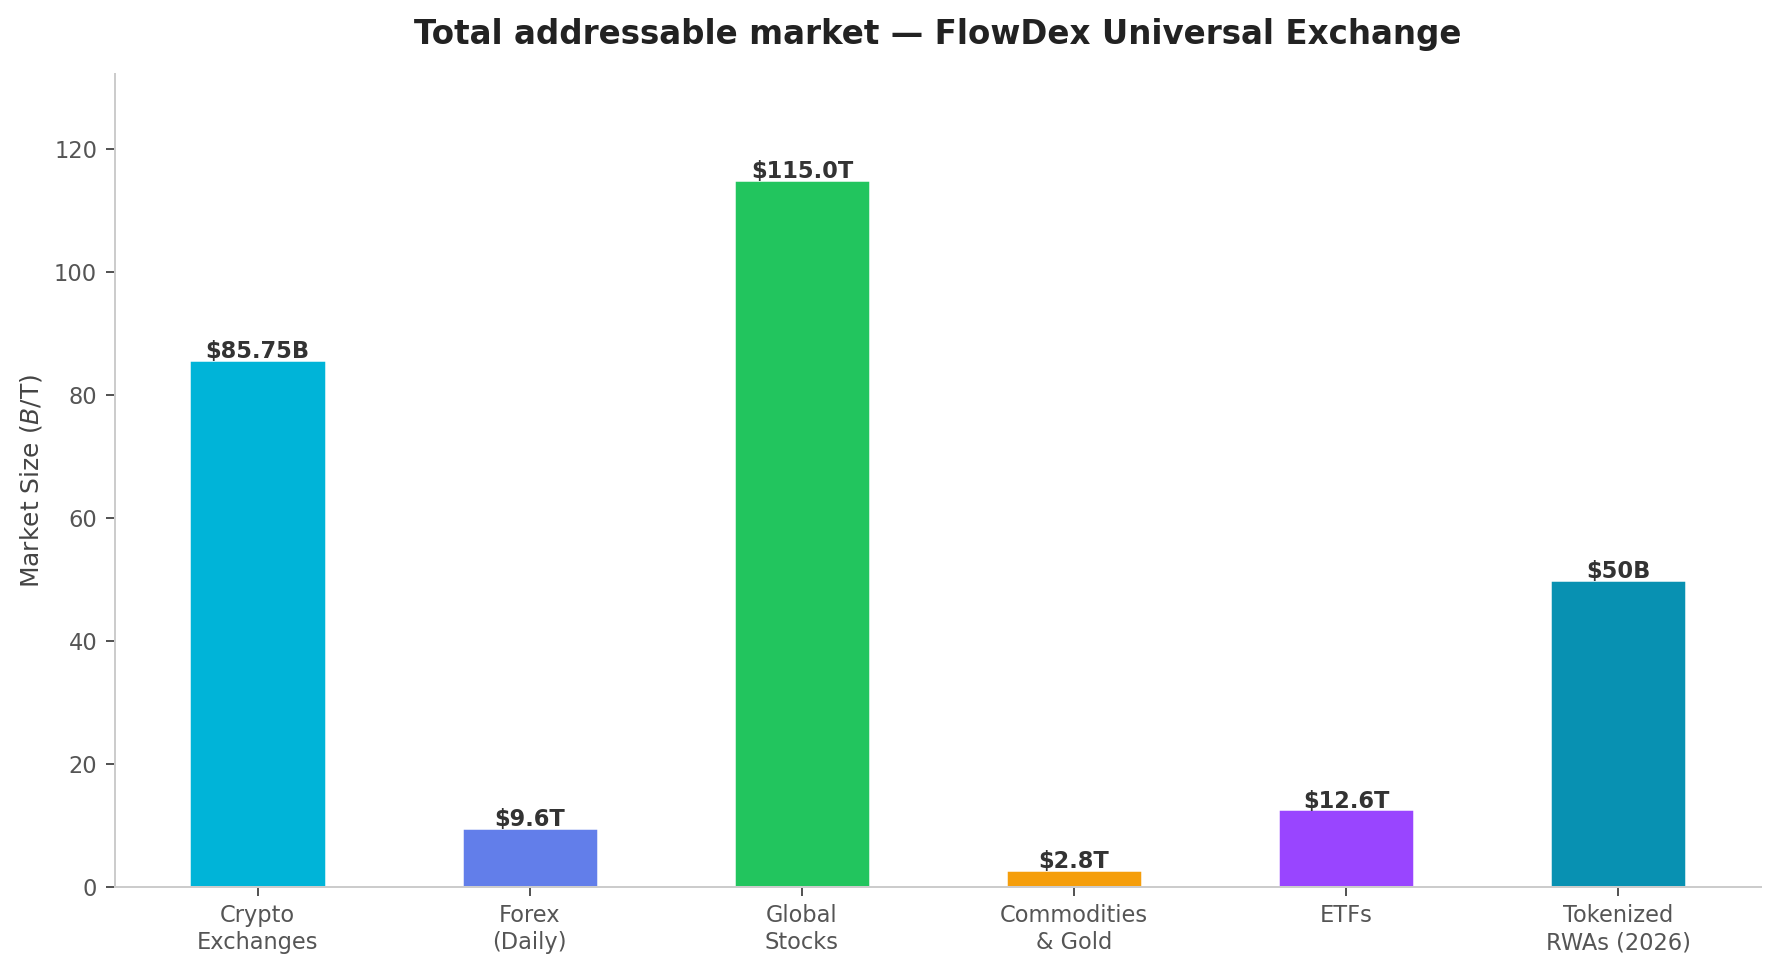 Total addressable market — FlowDex Universal Exchange
Market Size (B/T)
120
100
80
60
40
20
0
$85.75B
$9.6T
$115.0T
$2.8T
$12.6T
$50B
Crypto
Exchanges
Forex
(Daily)
Global
Stocks
Commodities
& Gold
ETFs
Tokenized
RWAs (2026)